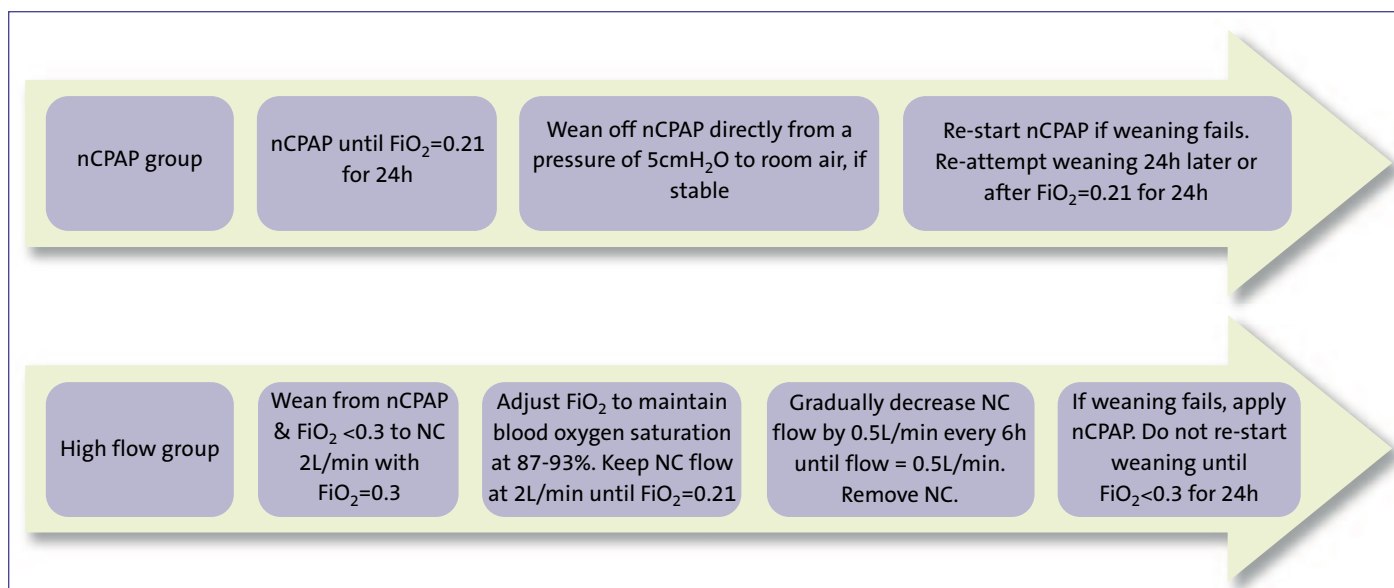 nCPAP group
nCPAP until FiO₂=0.21
for 24h
Wean off nCPAP directly from a
pressure of 5cmH₂O to room air, if
stable
Re-start nCPAP if weaning fails.
Re-attempt weaning 24h later or
after FiO₂=0.21 for 24h
High flow group
Wean from nCPAP
& FiO₂ <0.3 to NC
2L/min with
FiO₂=0.3
Adjust FiO₂ to maintain
blood oxygen saturation
at 87-93%. Keep NC flow
at 2L/min until FiO₂=0.21
Gradually decrease NC
flow by 0.5L/min every 6h
until flow = 0.5L/min.
Remove NC.
If weaning fails, apply
nCPAP. Do not re-start
weaning until
FiO₂<0.3 for 24h